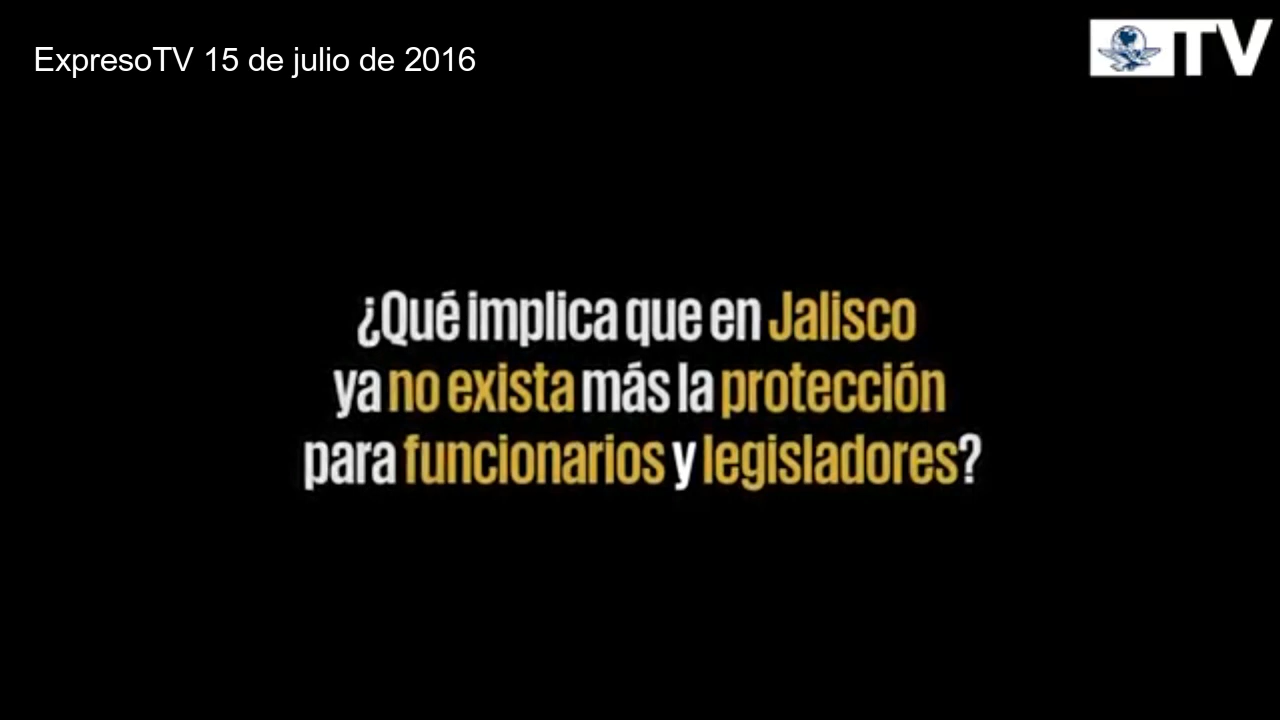 ExpresoTV 15 de julio de 2016
TV
¿Qué implica que en Jalisco
ya no exista más la protección
para funcionarios y legisladores?